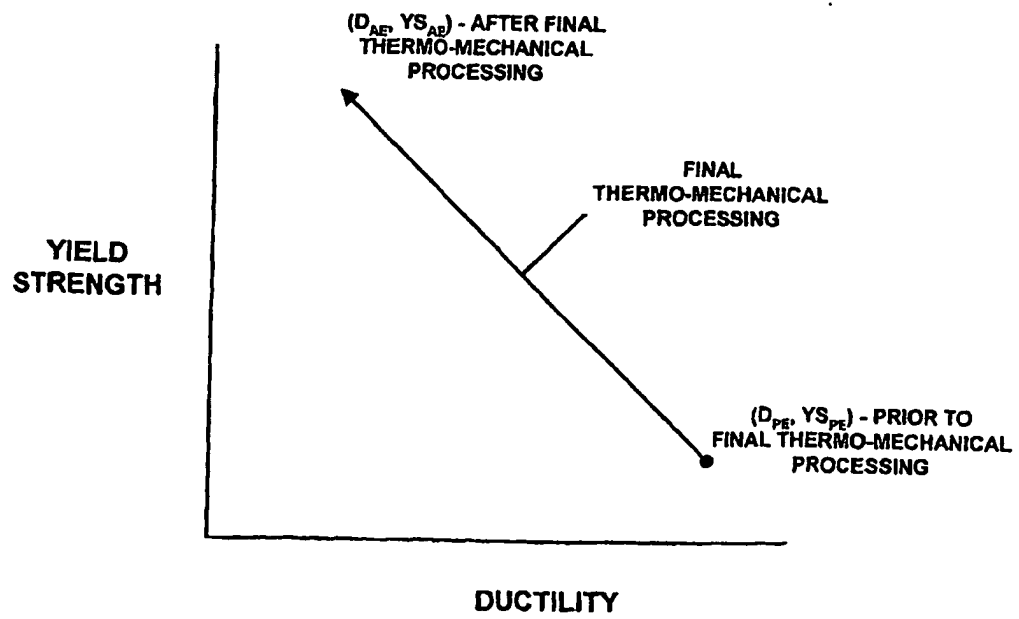 (D_AE, YS_AE) - AFTER FINAL
THERMO-MECHANICAL
PROCESSING
FINAL
THERMO-MECHANICAL
PROCESSING
YIELD
STRENGTH
(D_PE, YS_PE) - PRIOR TO
FINAL THERMO-MECHANICAL
PROCESSING
DUCTILITY